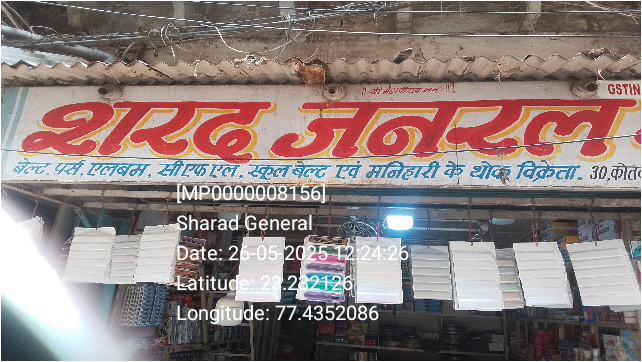 GSTIN
शरद जनरल
बेल्ट, पर्स, एलबम, सीएफएल, स्कूल बेल्ट एवं मनिहारी के थोक विक्रेता. 30,
[MP0000008156]
Sharad General
Date: 26-05-2025 12:24:26
Latitude: 23.232126
Longitude: 77.4352086